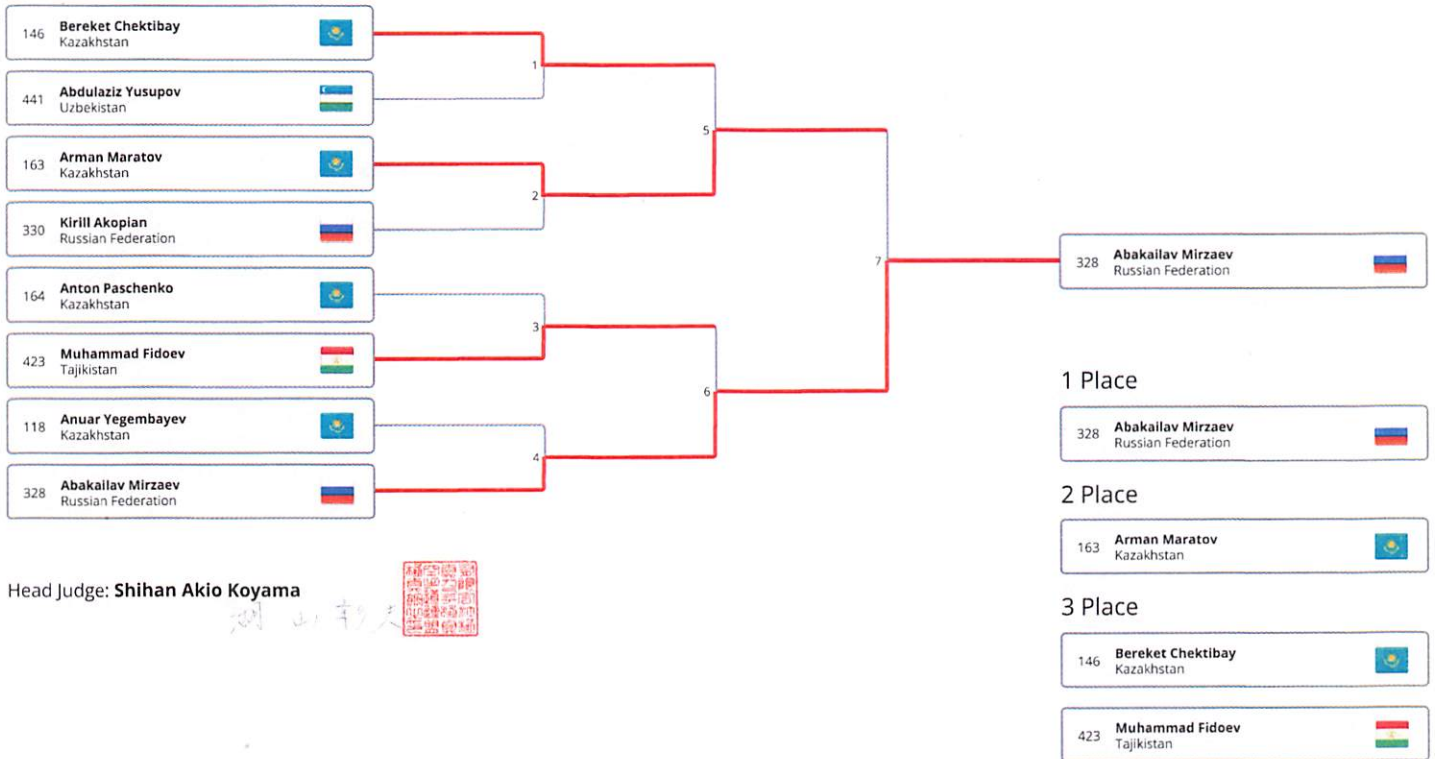 146 Bereket Chektibay
Kazakhstan
441 Abdulaziz Yusupov
Uzbekistan
163 Arman Maratov
Kazakhstan
330 Kirill Akopian
Russian Federation
164 Anton Paschenko
Kazakhstan
423 Muhammad Fidoev
Tajikistan
118 Anuar Yegembayev
Kazakhstan
328 Abakailav Mirzaev
Russian Federation
1
2
3
4
5
6
7
328 Abakailav Mirzaev
Russian Federation
1 Place
328 Abakailav Mirzaev
Russian Federation
2 Place
163 Arman Maratov
Kazakhstan
3 Place
146 Bereket Chektibay
Kazakhstan
423 Muhammad Fidoev
Tajikistan
Head Judge: Shihan Akio Koyama